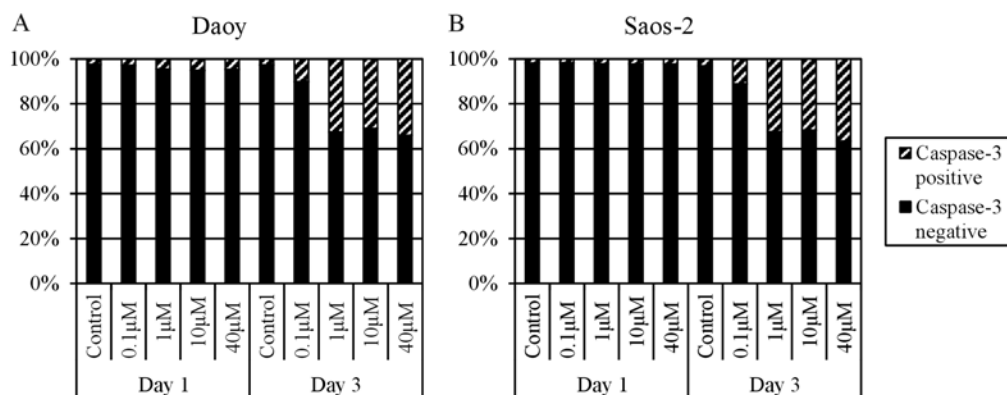 A
Daoy
100%
80%
60%
40%
20%
0%
Control
0.1µM
1µM
10µM
40µM
Control
0.1µM
1µM
10µM
40µM
Day 1
Day 3
B
Saos-2
100%
80%
60%
40%
20%
0%
Control
0.1µM
1µM
10µM
40µM
Control
0.1µM
1µM
10µM
40µM
Day 1
Day 3
Caspase-3
positive
Caspase-3
negative